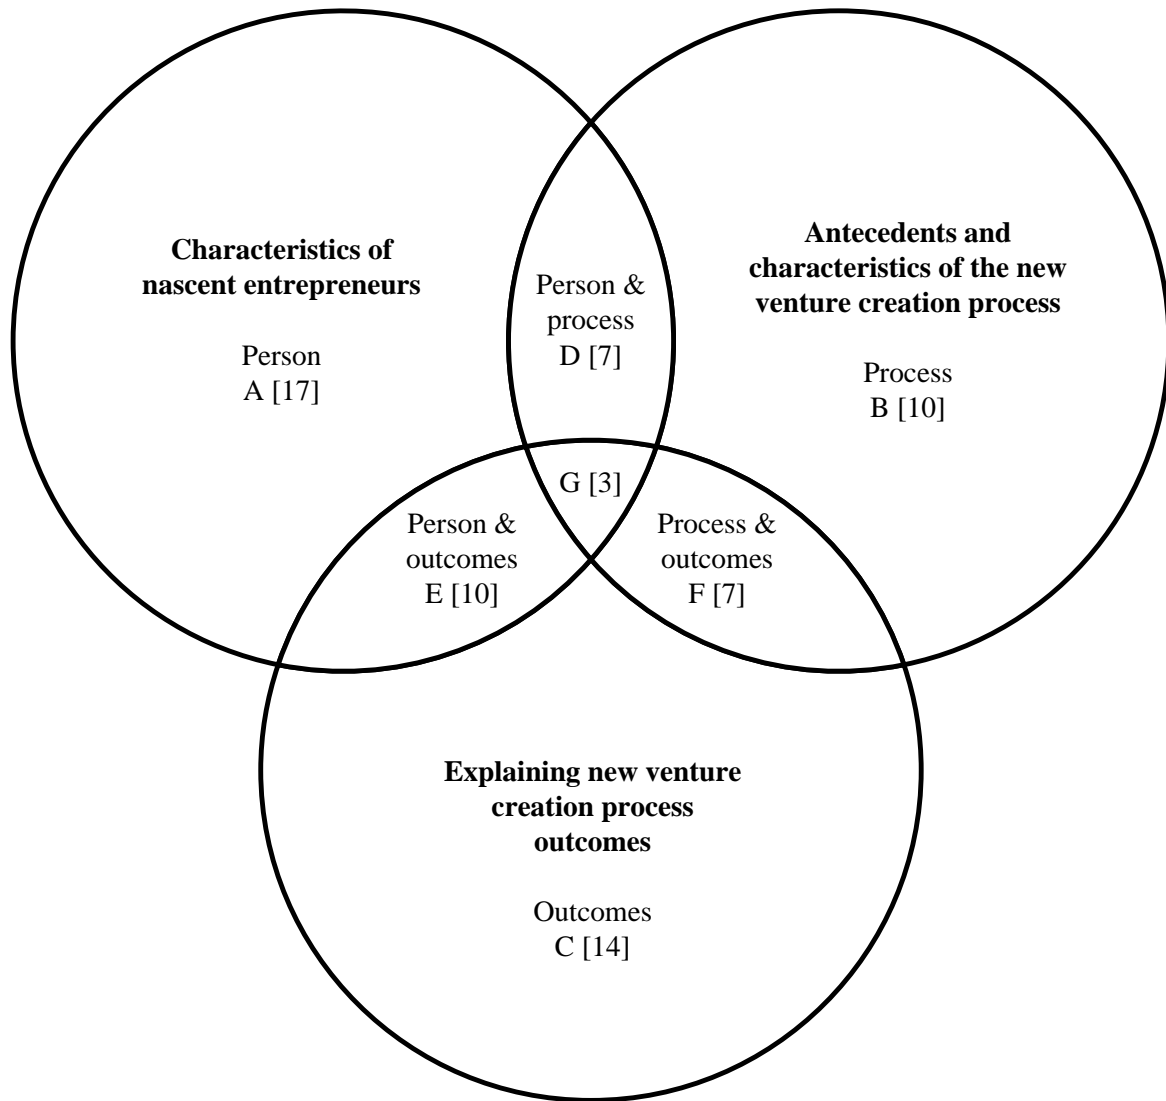 Characteristics of
nascent entrepreneurs
Person
A [17]
Person &
process
D [7]
Antecedents and
characteristics of the new
venture creation process
Process
B [10]
G [3]
Person &
outcomes
E [10]
Process &
outcomes
F [7]
Explaining new venture
creation process
outcomes
Outcomes
C [14]